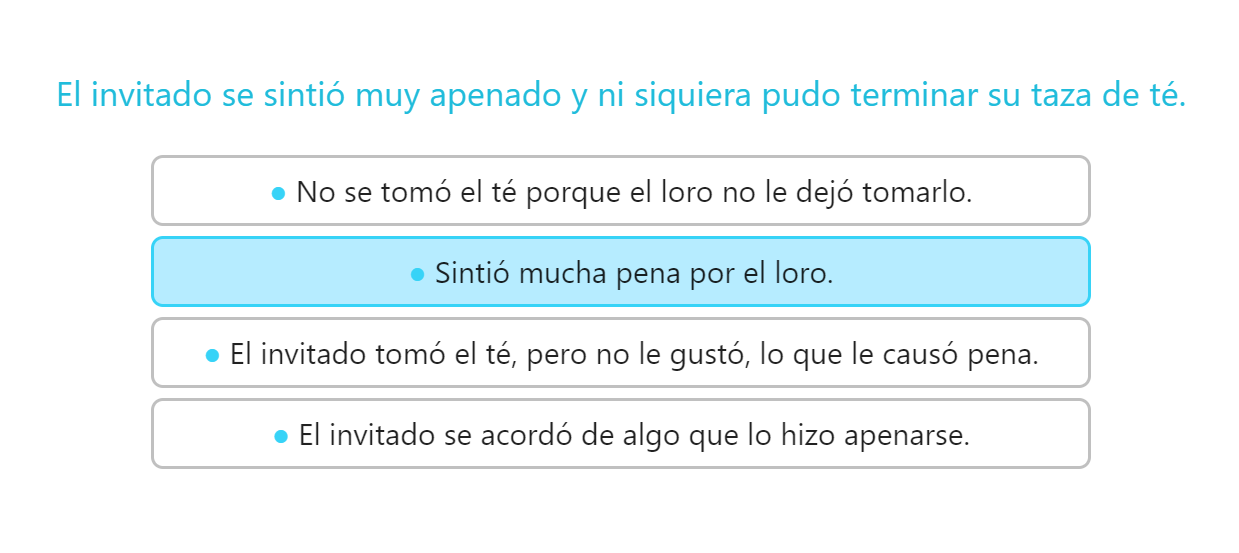 El invitado se sintió muy apenado y ni siquiera pudo terminar su taza de té.
● No se tomó el té porque el loro no le dejó tomarlo.
● Sintió mucha pena por el loro.
● El invitado tomó el té, pero no le gustó, lo que le causó pena.
● El invitado se acordó de algo que lo hizo apenarse.